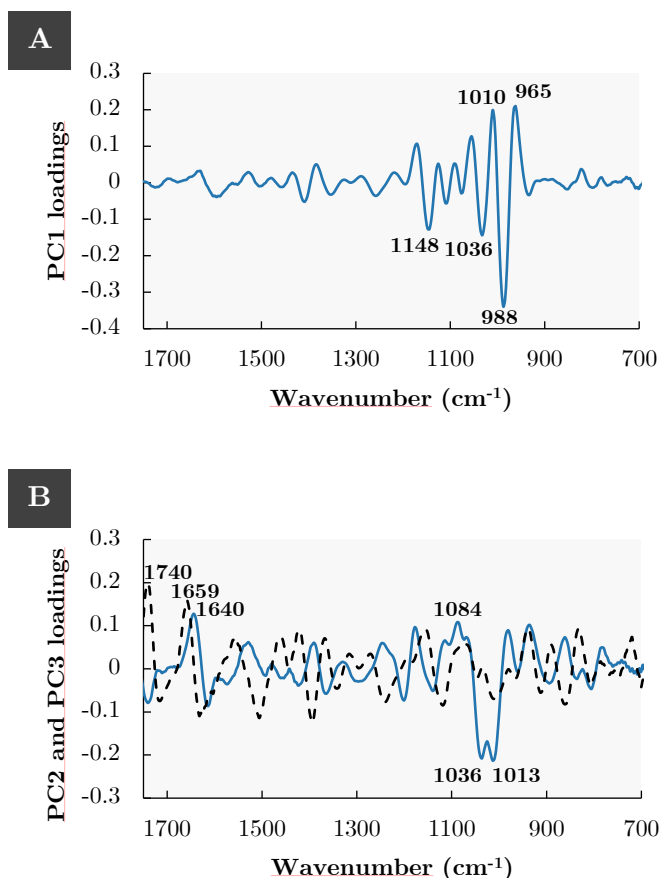 A
0.3
1010 965
0.2
0.1
0
-0.1
-0.2
-0.3
-0.4
1148 1036
988
PC1 loadings
1700 1500 1300 1100 900 700
Wavenumber (cm-1)
B
0.3
1740
0.2
1659
1640 1084
0.1
0
-0.1
-0.2
-0.3
1036 1013
PC2 and PC3 loadings
1700 1500 1300 1100 900 700
Wavenumber (cm-1)